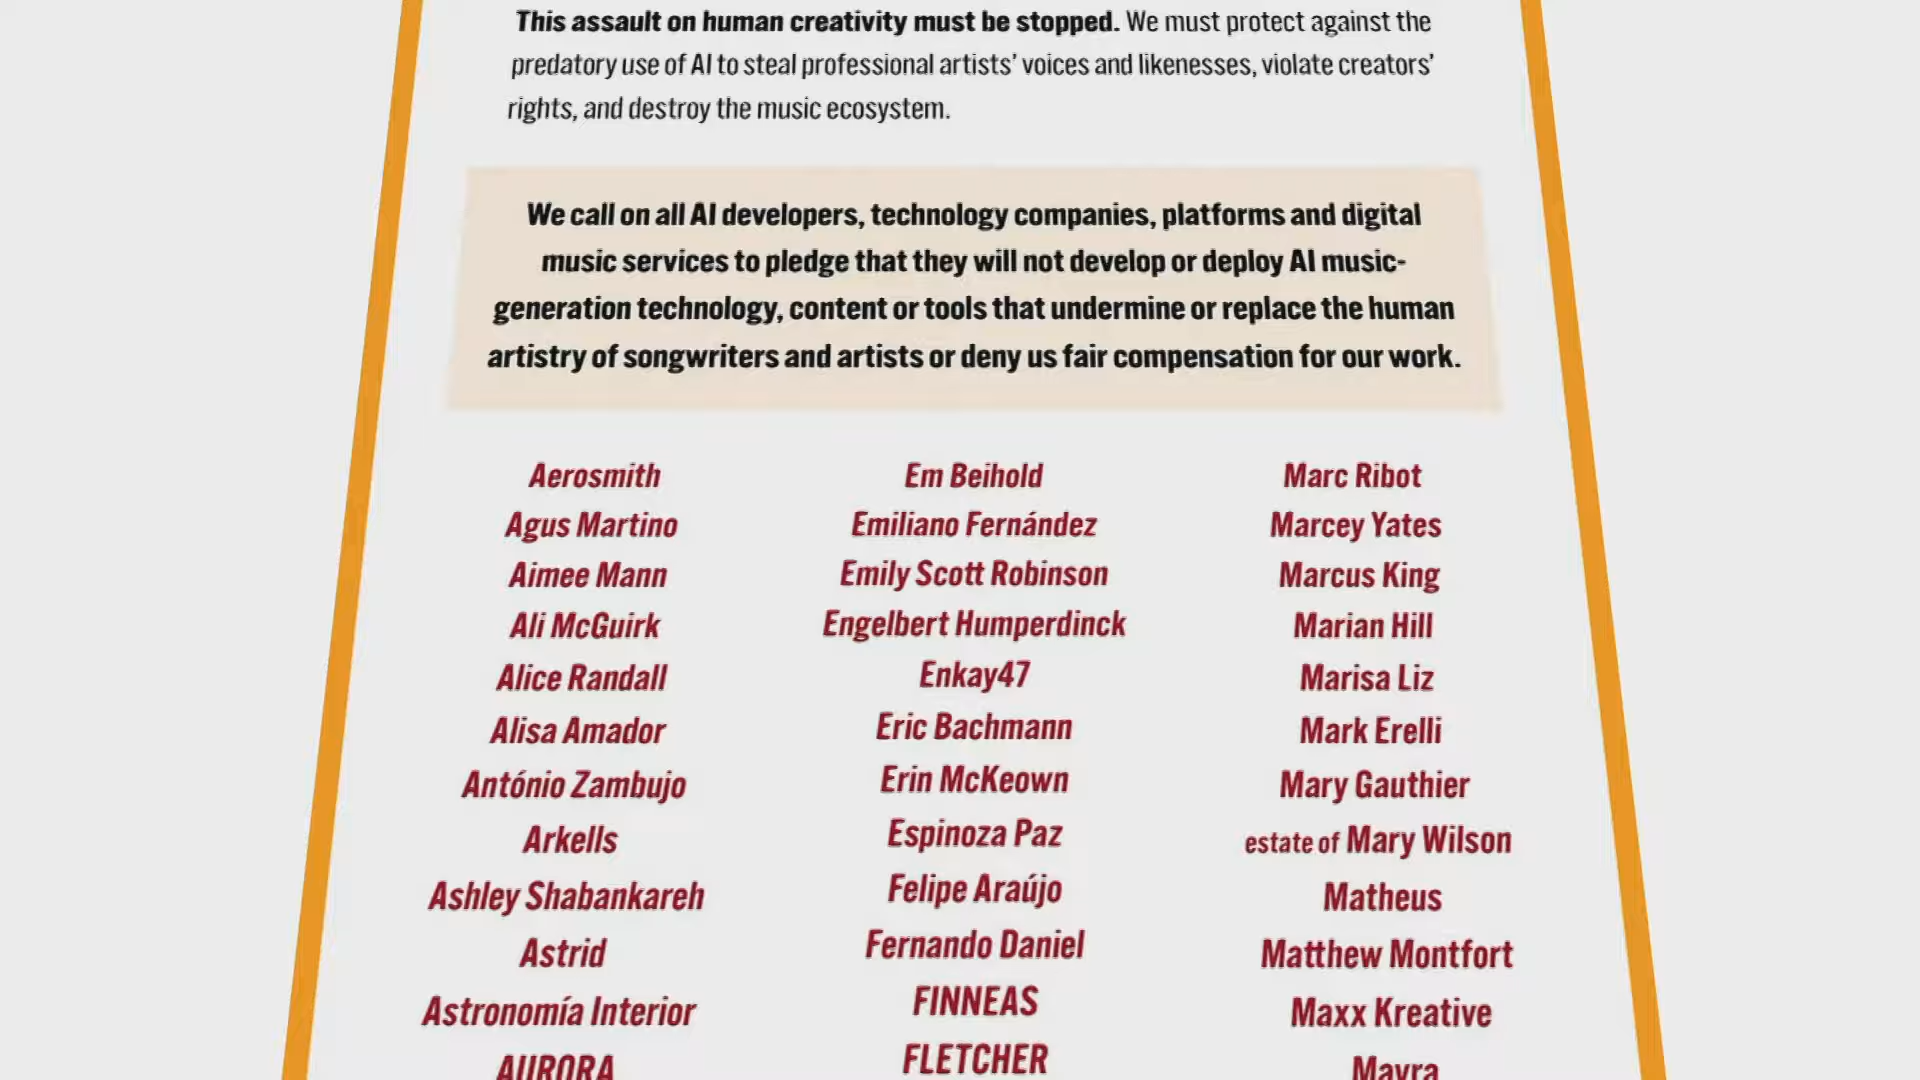 This assault on human creativity must be stopped. We must protect against the
predatory use of AI to steal professional artists' voices and likenesses, violate creators'
rights, and destroy the music ecosystem.
We call on all AI developers, technology companies, platforms and digital
music services to pledge that they will not develop or deploy AI music-
generation technology, content or tools that undermine or replace the human
artistry of songwriters and artists or deny us fair compensation for our work.
Aerosmith
Agus Martino
Aimee Mann
Ali McGuirk
Alice Randall
Alisa Amador
António Zambujo
Arkells
Ashley Shabankareh
Astrid
Astronomía Interior
AURORA
Em Beihold
Emiliano Fernández
Emily Scott Robinson
Engelbert Humperdinck
Enkay47
Eric Bachmann
Erin McKeown
Espinoza Paz
Felipe Araújo
Fernando Daniel
FINNEAS
FLETCHER
Marc Ribot
Marcey Yates
Marcus King
Marian Hill
Marisa Liz
Mark Erelli
Mary Gauthier
estate of Mary Wilson
Matheus
Matthew Montfort
Maxx Kreative
Mayra